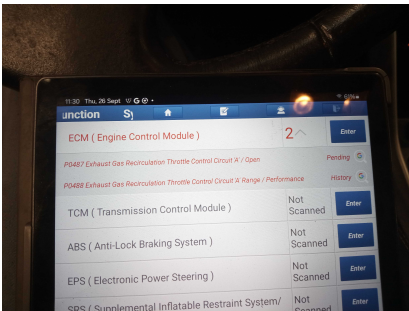 11:30 Thu, 26 Sept
60%
unction
ECM ( Engine Control Module )
2
Enter
P0487 Exhaust Gas Recirculation Throttle Control Circuit 'A' / Open
Pending
P0488 Exhaust Gas Recirculation Throttle Control Circuit 'A' Range / Performance
History
TCM ( Transmission Control Module )
Not
Scanned
Enter
ABS ( Anti-Lock Braking System )
Not
Scanned
Enter
EPS ( Electronic Power Steering )
Not
Scanned
Enter
SRS ( Supplemental Inflatable Restraint System/
Not
Scanned
Enter